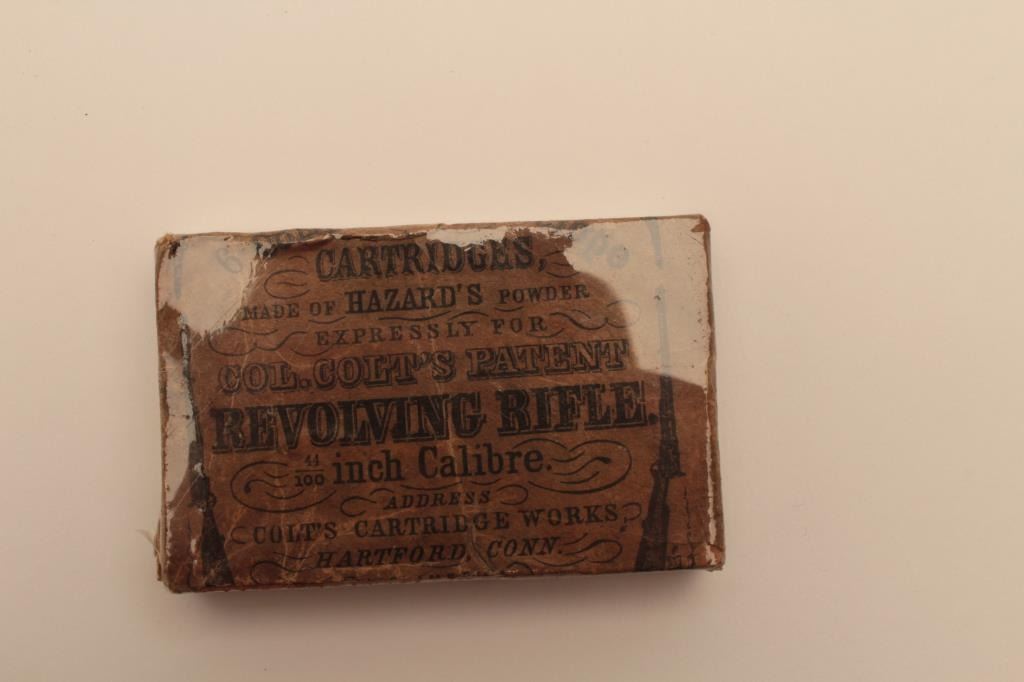 CARTRIDGES,
MADE OF HAZARD'S POWDER
EXPRESSLY FOR
COL. COLT'S PATENT
REVOLVING RIFLE.
44/100 inch Calibre.
ADDRESS
COLT'S CARTRIDGE WORKS,
HARTFORD, CONN.